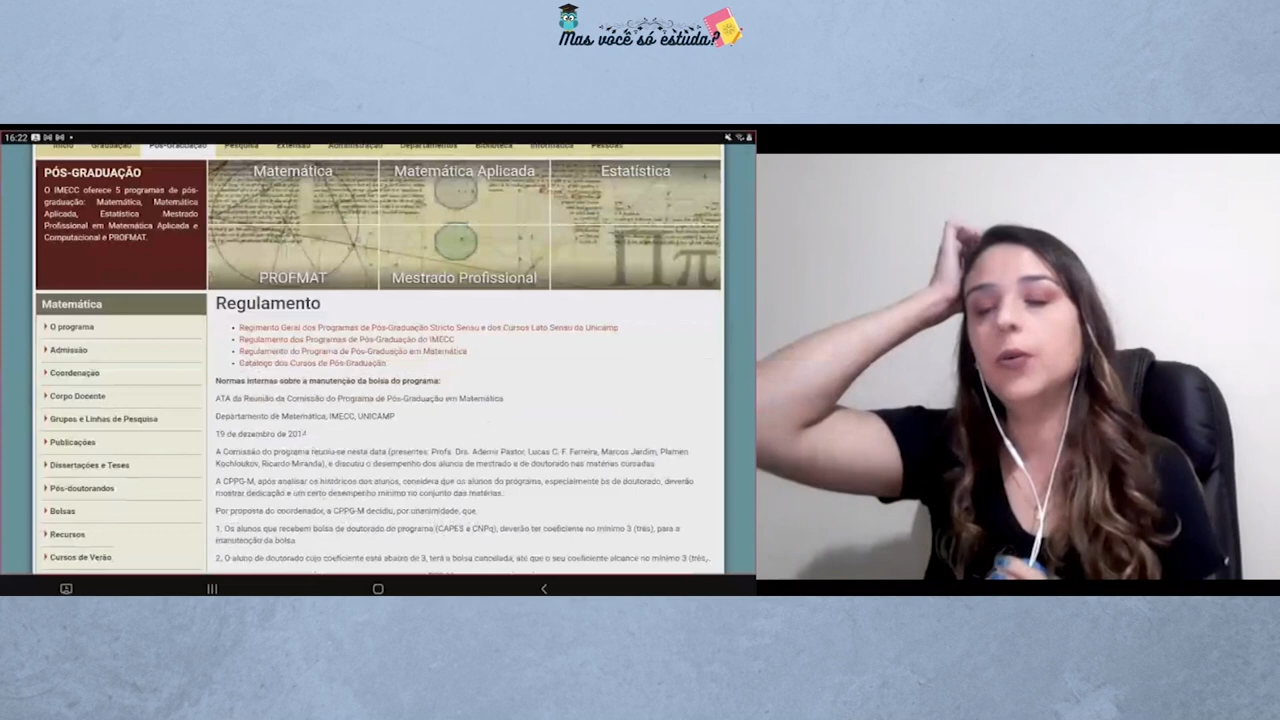 Mas você só estuda?
16:22
Início Graduação Pós-Graduação Pesquisa Extensão Administração Departamentos Biblioteca Informática Pessoas
PÓS-GRADUAÇÃO
O IMECC oferece 5 programas de pós-
graduação: Matemática, Matemática
Aplicada, Estatística Mestrado
Profissional em Matemática Aplicada e
Computacional e PROFMAT.
Matemática
Matemática Aplicada
Estatística
PROFMAT
Mestrado Profissional
Matemática
O programa
Admissão
Coordenação
Corpo Docente
Grupos e Linhas de Pesquisa
Publicações
Dissertações e Teses
Pós-doutorandos
Bolsas
Recursos
Cursos de Verão
Regulamento
Regimento Geral dos Programas de Pós-Graduação Stricto Sensu e dos Cursos Lato Sensu da Unicamp
Regulamento dos Programas de Pós-Graduação do IMECC
Regulamento do Programa de Pós-Graduação em Matemática
Catálogo dos Cursos de Pós-Graduação
Normas internas sobre a manutenção da bolsa do programa:
ATA da Reunião da Comissão do Programa de Pós-Graduação em Matemática
Departamento de Matemática, IMECC, UNICAMP
19 de dezembro de 2014
A Comissão do programa reuniu-se nesta data (presentes: Profs. Drs. Ademir Pastor, Lucas C. F. Ferreira, Marcos Jardim, Plamen
Kochloukov, Ricardo Miranda), e discutiu o desempenho dos alunos de mestrado e de doutorado nas matérias cursadas
A CPPG-M, após analisar os históricos dos alunos, considera que os alunos do programa, especialmente os de doutorado, deverão
mostrar dedicação e um certo desempenho mínimo no conjunto das matérias.
Por proposta do coordenador, a CPPG-M decidiu, por unanimidade, que,
1. Os alunos que recebem bolsa de doutorado do programa (CAPES e CNPq), deverão ter coeficiente no mínimo 3 (três), para a
manutenção da bolsa
2. O aluno de doutorado cujo coeficiente está abaixo de 3, terá a bolsa cancelada, até que o seu coeficiente alcance no mínimo 3 (três,.